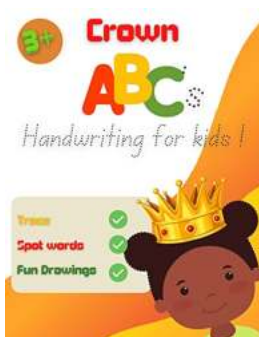 3+
Crown
ABCs
Handwriting for kids !
Trace
Spot words
Fun Drawings